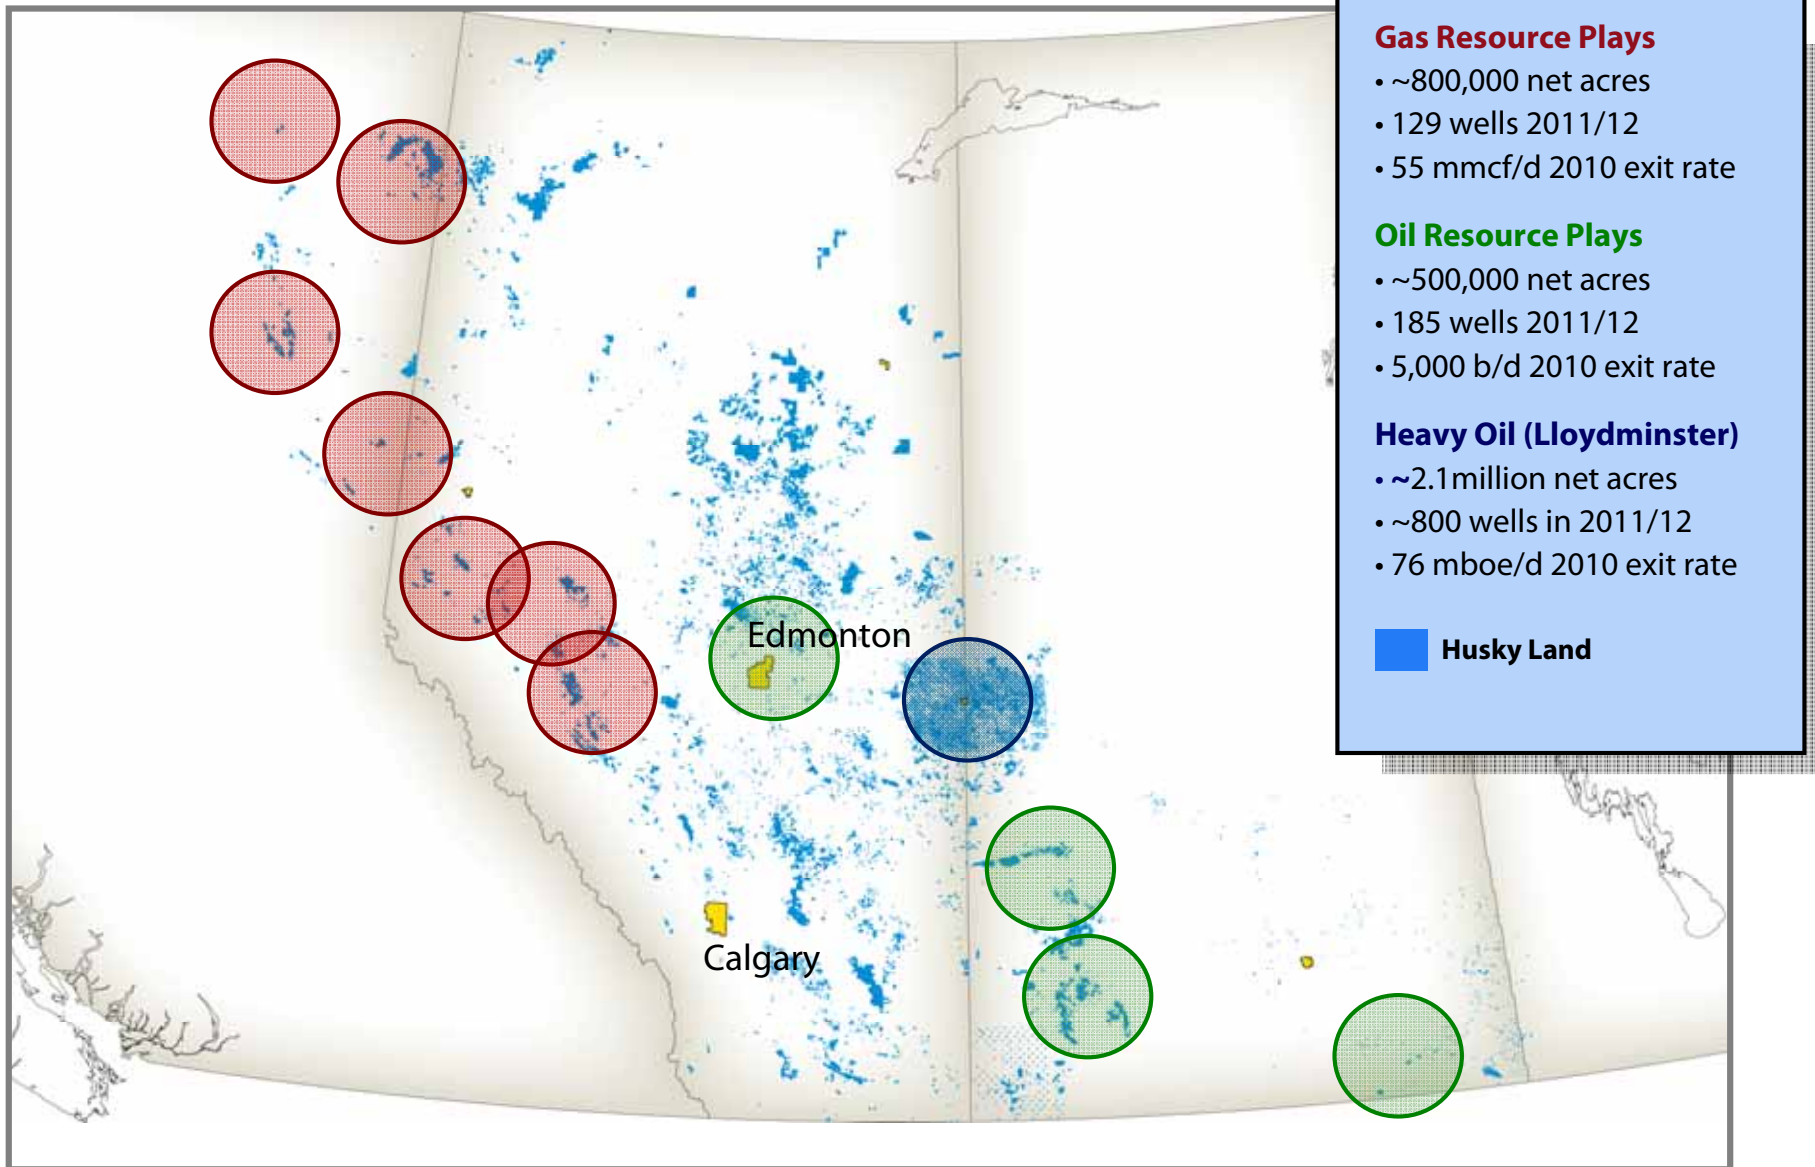 Gas Resource Plays
• ~800,000 net acres
• 129 wells 2011/12
• 55 mmcf/d 2010 exit rate
Oil Resource Plays
• ~500,000 net acres
• 185 wells 2011/12
• 5,000 b/d 2010 exit rate
Heavy Oil (Lloydminster)
• ~2.1million net acres
• ~800 wells in 2011/12
• 76 mboe/d 2010 exit rate
Husky Land
Edmonton
Calgary